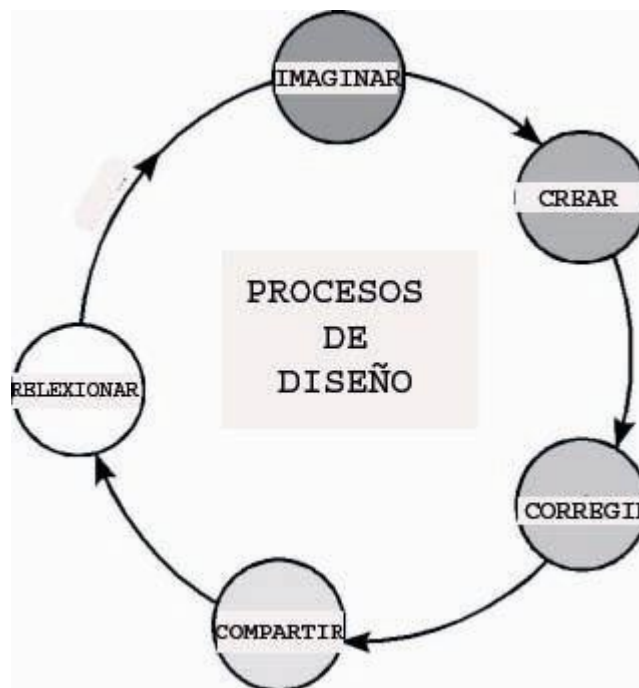 IMAGINAR
CREAR
PROCESOS
DE
DISEÑO
RELEXIONAR
CORREGI
COMPARTIR